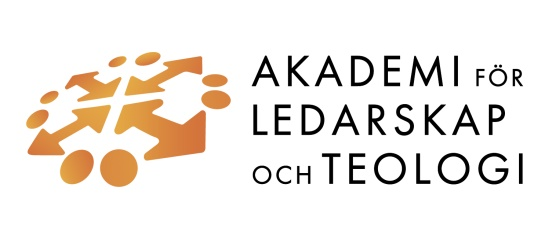 AKADEMI FÖR
LEDARSKAP
OCH TEOLOGI